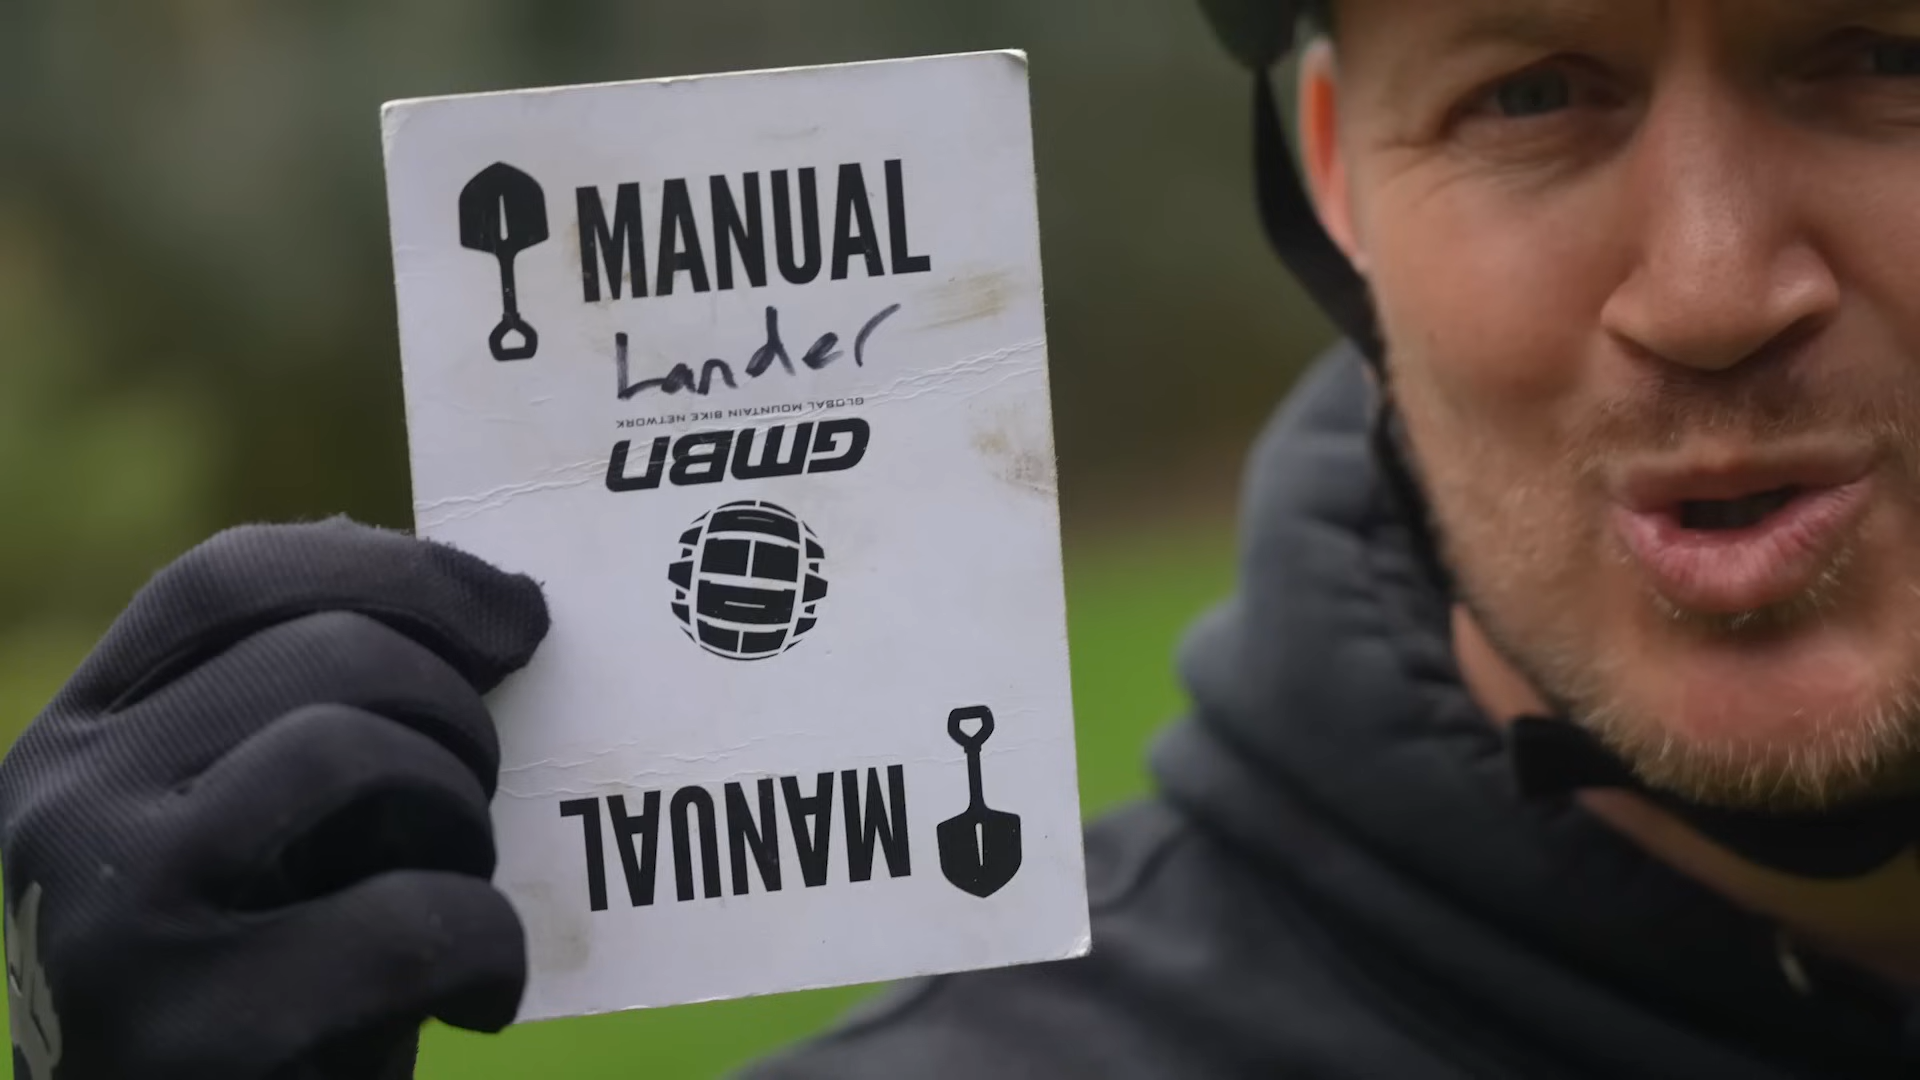 MANUAL
Lander
GLOBAL MOUNTAIN BIKE NETWORK
GMBN
MANUAL